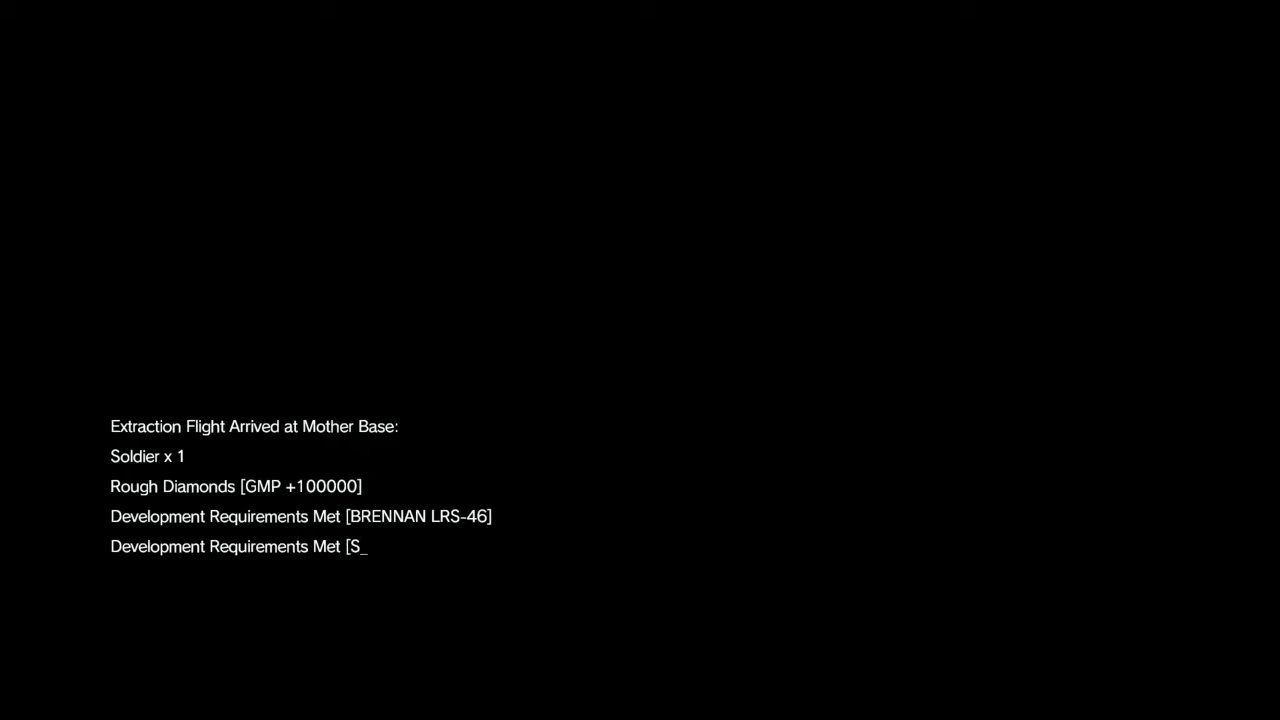 Extraction Flight Arrived at Mother Base:
Soldier x 1
Rough Diamonds [GMP +100000]
Development Requirements Met [BRENNAN LRS-46]
Development Requirements Met [S_